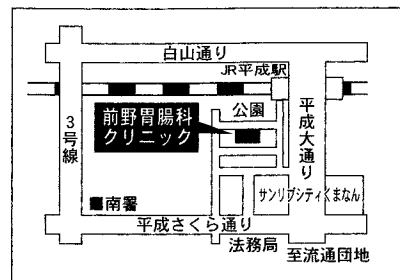 白山通り
JR平成駅
3号線
前野胃腸科
クリニック
公園
平成大通り
サンリブシティくまなん
南署
平成さくら通り
法務局
至流通団地